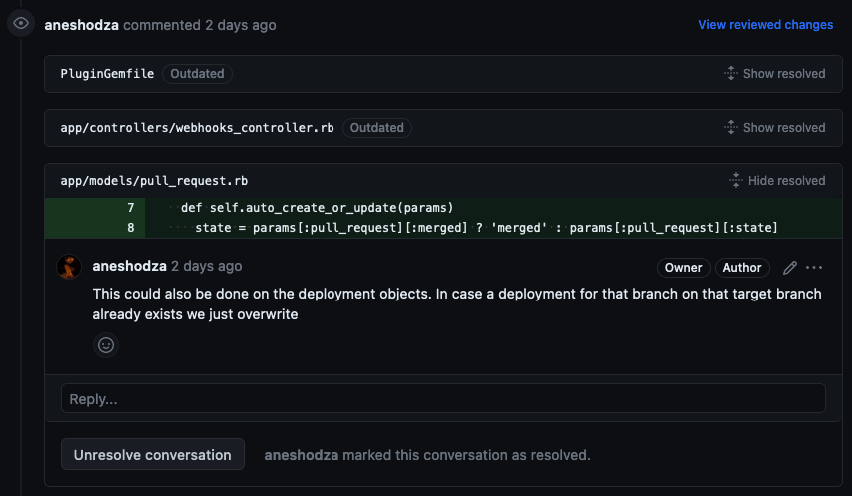 aneshodza commented 2 days ago View reviewed changes
PluginGemfile Outdated Show resolved
app/controllers/webhooks_controller.rb Outdated Show resolved
app/models/pull_request.rb Hide resolved
7 def self.auto_create_or_update(params)
8 state = params[:pull_request][:merged] ? 'merged' : params[:pull_request][:state]
aneshodza 2 days ago Owner Author
This could also be done on the deployment objects. In case a deployment for that branch on that target branch
already exists we just overwrite
Reply...
Unresolve conversation aneshodza marked this conversation as resolved.